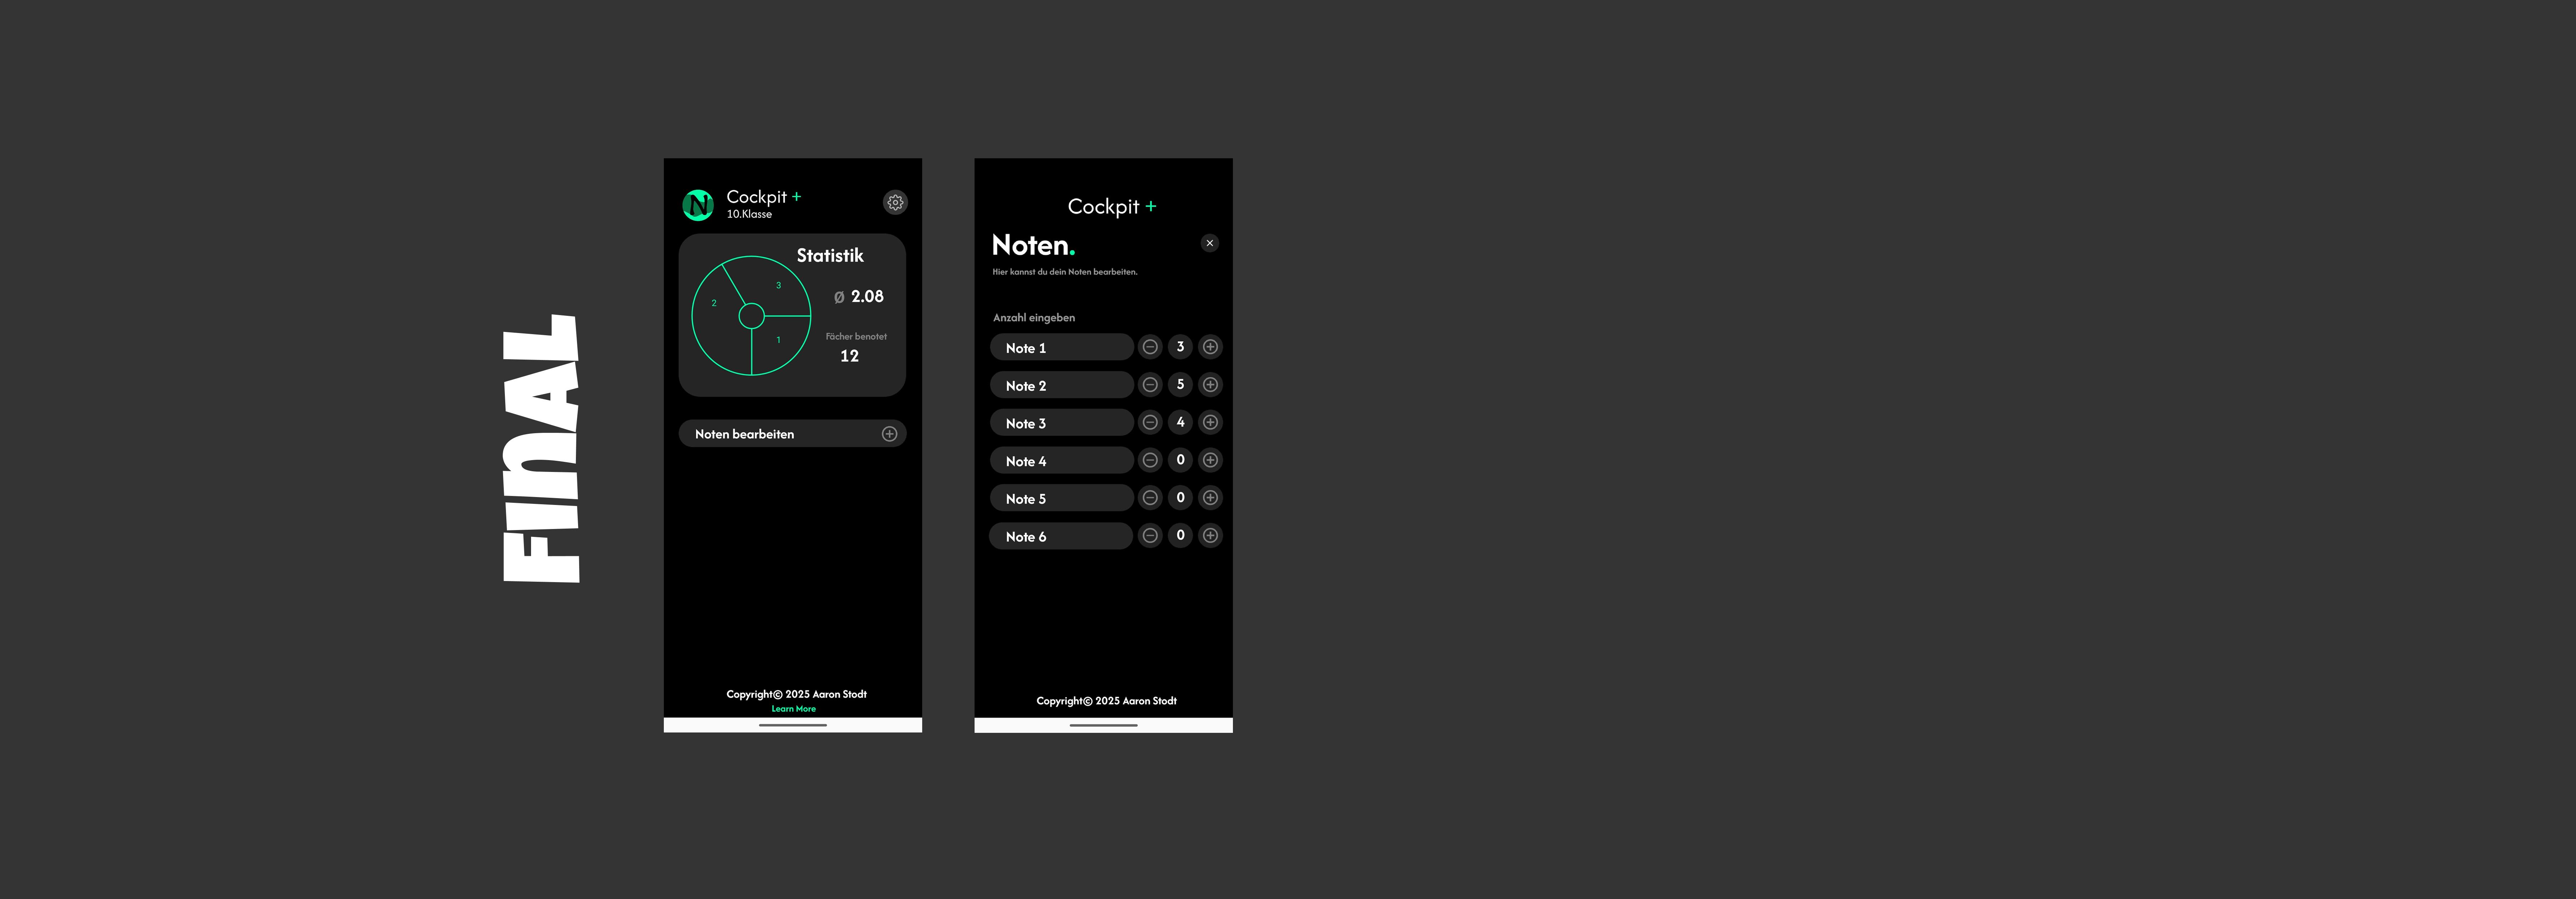 FInAL
N
Cockpit +
10.Klasse
Statistik
3
2
1
Ø 2.08
Fächer benotet
12
Noten bearbeiten
Copyright© 2025 Aaron Stodt
Learn More
Cockpit +
Noten.
Hier kannst du dein Noten bearbeiten.
Anzahl eingeben
Note 1 3
Note 2 5
Note 3 4
Note 4 0
Note 5 0
Note 6 0
Copyright© 2025 Aaron Stodt